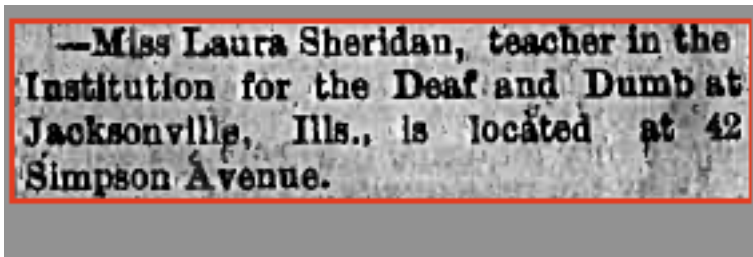 —Miss Laura Sheridan, teacher in the
Institution for the Deaf and Dumb at
Jacksonville, Ills., is located at 42
Simpson Avenue.